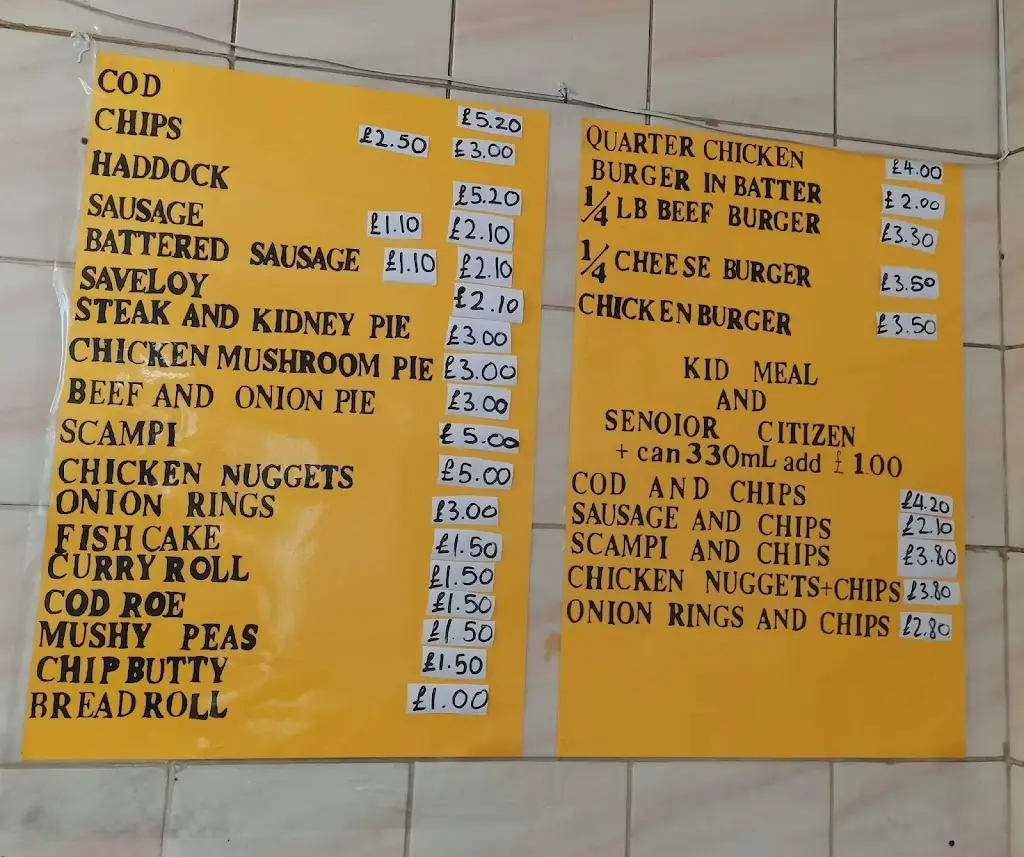 COD £5.20
CHIPS £2.50 £3.00
HADDOCK £5.20
SAUSAGE £1.10 £2.10
BATTERED SAUSAGE £1.10 £2.10
SAVELOY £2.10
STEAK AND KIDNEY PIE £3.00
CHICKEN MUSHROOM PIE £3.00
BEEF AND ONION PIE £3.00
SCAMPI £5.00
CHICKEN NUGGETS £5.00
ONION RINGS £3.00
FISH CAKE £1.50
CURRY ROLL £1.50
COD ROE £1.50
MUSHY PEAS £1.50
CHIP BUTTY £1.50
BREAD ROLL £1.00
QUARTER CHICKEN £4.00
BURGER IN BATTER £2.00
1/4 LB BEEF BURGER £3.30
1/4 CHEESE BURGER £3.50
CHICKEN BURGER £3.50
KID MEAL
AND
SENOIOR CITIZEN
+ can 330mL add £1.00
COD AND CHIPS £4.20
SAUSAGE AND CHIPS £2.10
SCAMPI AND CHIPS £3.80
CHICKEN NUGGETS+CHIPS £3.80
ONION RINGS AND CHIPS £2.80